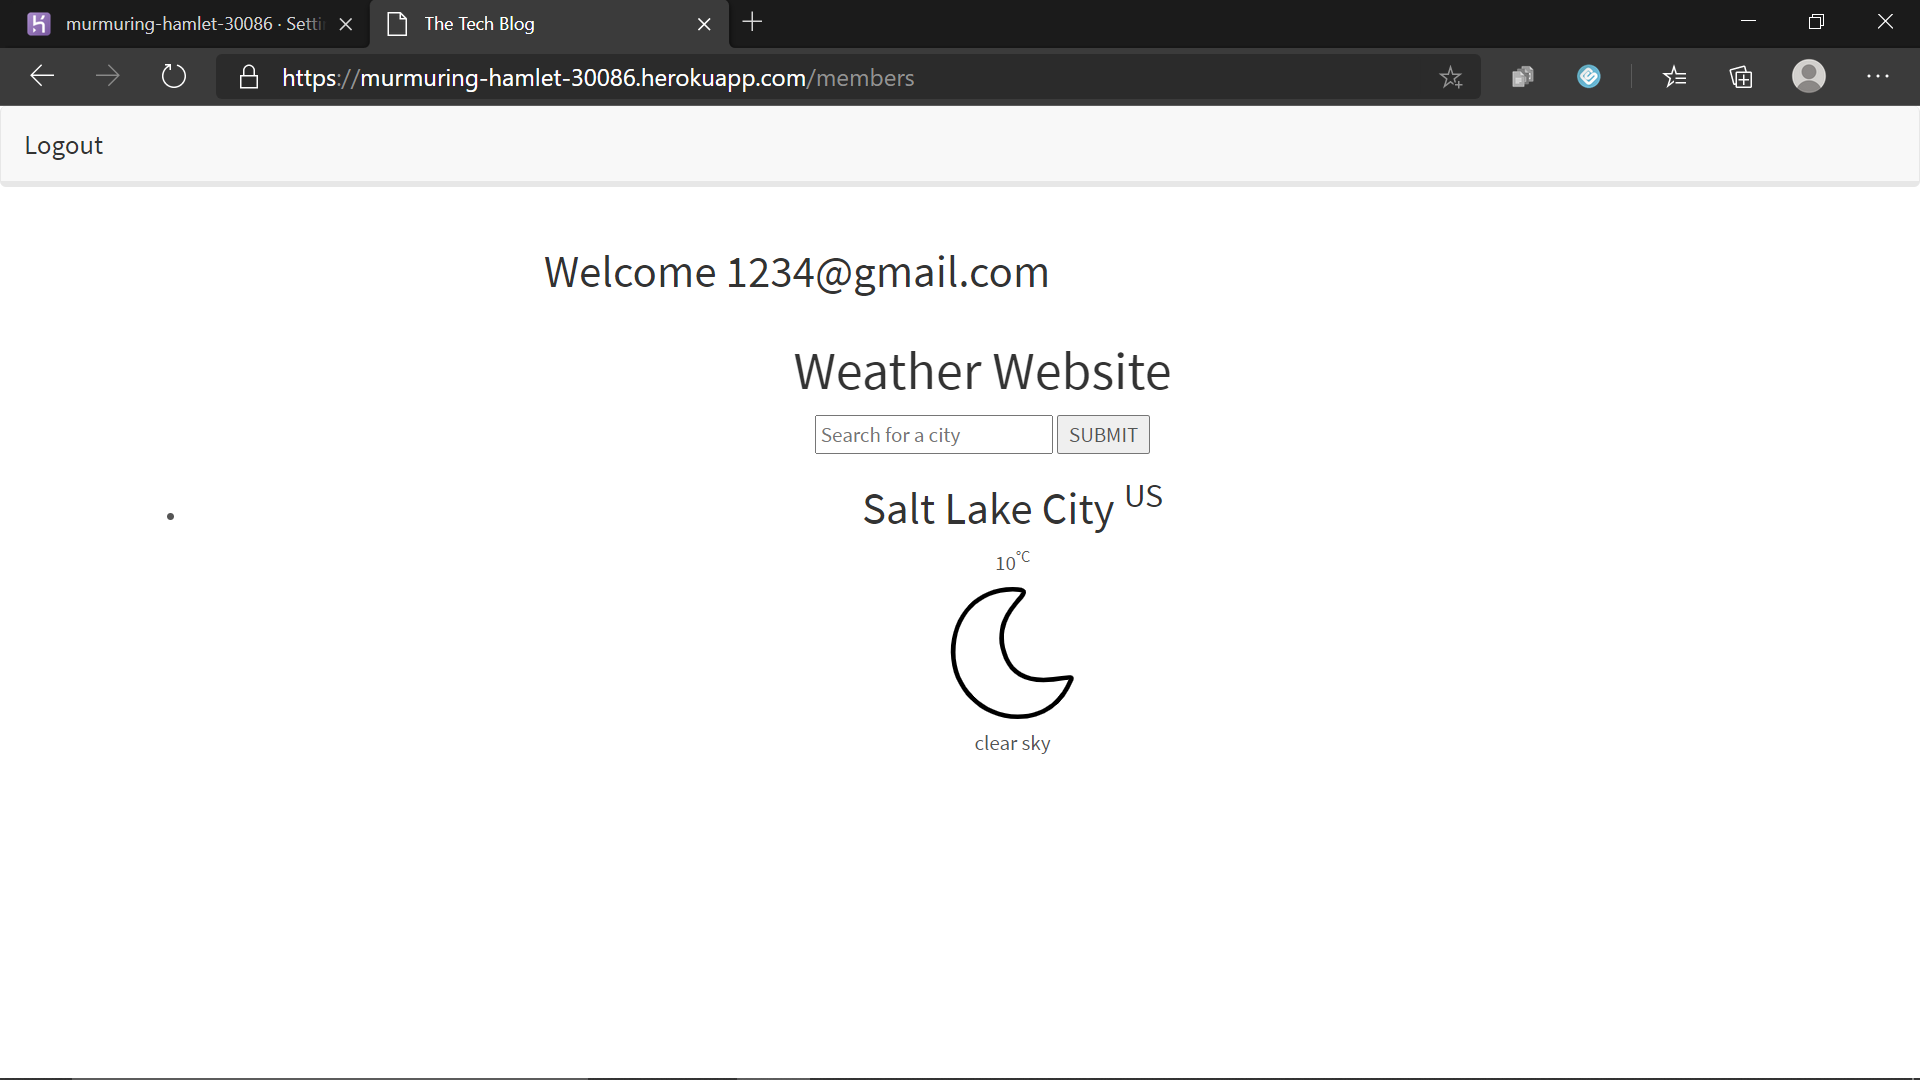 murmuring-hamlet-30086 · Setti
The Tech Blog
https://murmuring-hamlet-30086.herokuapp.com/members
Logout
Welcome 1234@gmail.com
Weather Website
Search for a city SUBMIT
Salt Lake City US
10°C
clear sky